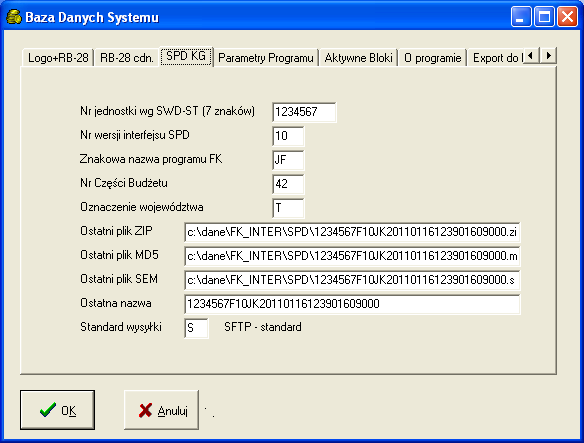 Baza Danych Systemu
Logo+RB-28 RB-28 cdn. SPD KG Parametry Programu Aktywne Bloki O programie Export do
Nr jednostki wg SWD-ST (7 znaków) 1234567
Nr wersji interfejsu SPD 10
Znakowa nazwa programu FK JF
Nr Części Budżetu 42
Oznaczenie województwa T
Ostatni plik ZIP c:\dane\FK_INTER\SPD\1234567F10JK20110116123901609000.zi
Ostatni plik MD5 c:\dane\FK_INTER\SPD\1234567F10JK20110116123901609000.m
Ostatni plik SEM c:\dane\FK_INTER\SPD\1234567F10JK20110116123901609000.s
Ostatna nazwa 1234567F10JK20110116123901609000
Standard wysyłki S SFTP - standard
OK Anuluj